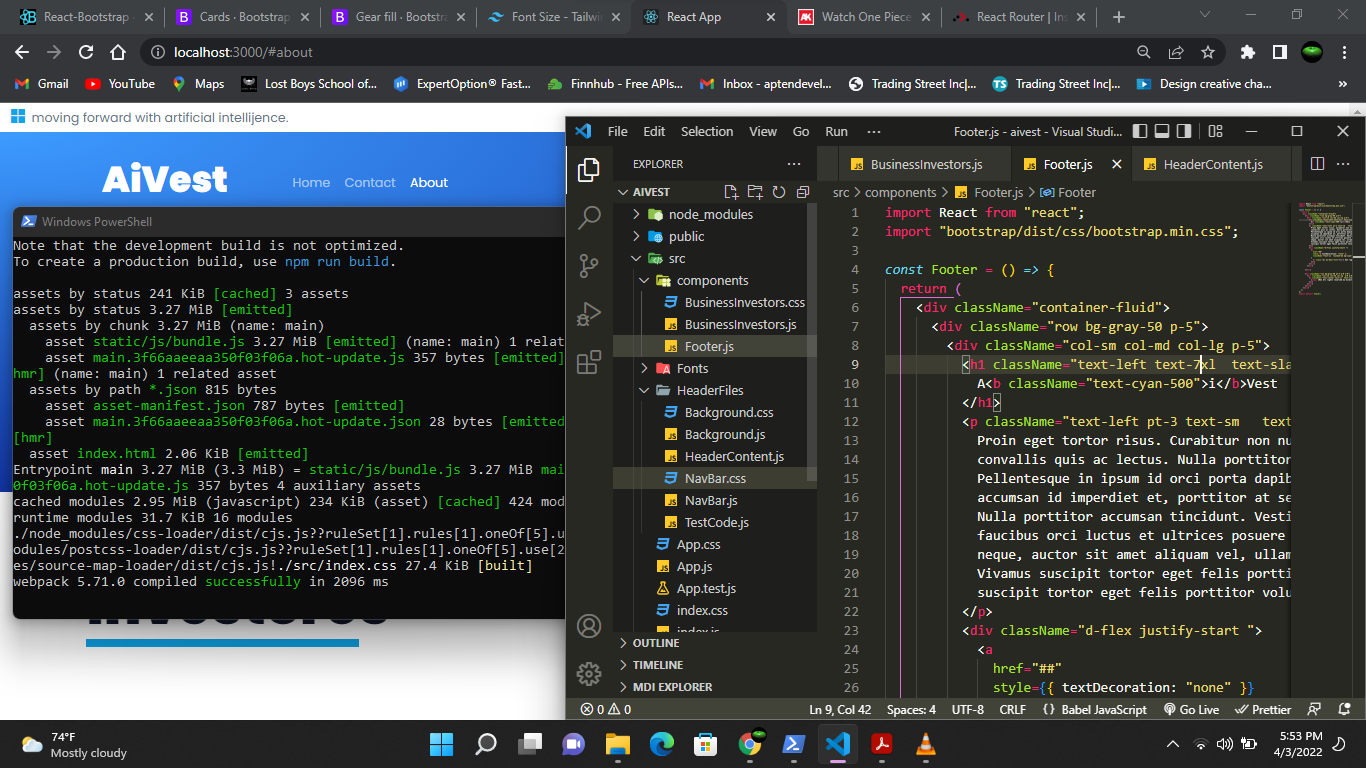 React-Bootstrap ·
Cards · Bootstrap
Gear fill · Bootstra
Font Size - Tailwi
React App
Watch One Piece
React Router | Ins
localhost:3000/#about
Gmail
YouTube
Maps
Lost Boys School of...
ExpertOption® Fast...
Finnhub - Free APIs...
Inbox - aptendevel...
Trading Street Inc|...
Trading Street Inc|...
Design creative cha...
moving forward with artificial intellijence.
AiVest
Home Contact About
Windows PowerShell
Note that the development build is not optimized.
To create a production build, use npm run build.
assets by status 241 KiB [cached] 3 assets
assets by status 3.27 MiB [emitted]
assets by chunk 3.27 MiB (name: main)
asset static/js/bundle.js 3.27 MiB [emitted] (name: main) 1 relat
asset main.3f66aaeeaa350f03f06a.hot-update.js 357 bytes [emitted]
hmr] (name: main) 1 related asset
assets by path *.json 815 bytes
asset asset-manifest.json 787 bytes [emitted]
asset main.3f66aaeeaa350f03f06a.hot-update.json 28 bytes [emitted
[hmr]
asset index.html 2.06 KiB [emitted]
Entrypoint main 3.27 MiB (3.3 MiB) = static/js/bundle.js 3.27 MiB mai
0f03f06a.hot-update.js 357 bytes 4 auxiliary assets
cached modules 2.95 MiB (javascript) 234 KiB (asset) [cached] 424 mod
runtime modules 31.7 KiB 16 modules
./node_modules/css-loader/dist/cjs.js??ruleSet[1].rules[1].oneOf[5].u
odules/postcss-loader/dist/cjs.js??ruleSet[1].rules[1].oneOf[5].use[2
es/source-map-loader/dist/cjs.js!./src/index.css 27.4 KiB [built]
webpack 5.71.0 compiled successfully in 2096 ms
File Edit Selection View Go Run ··· Footer.js - aivest - Visual Studi...
EXPLORER
AIVEST
node_modules
public
src
components
BusinessInvestors.css
BusinessInvestors.js
Footer.js
Fonts
HeaderFiles
Background.css
Background.js
HeaderContent.js
NavBar.css
NavBar.js
TestCode.js
App.css
App.js
App.test.js
index.css
index.js
OUTLINE
TIMELINE
MDI EXPLORER
BusinessInvestors.js
Footer.js
HeaderContent.js
src > components > Footer.js > Footer
1 import React from "react";
2 import "bootstrap/dist/css/bootstrap.min.css";
3
4 const Footer = () => {
5 return (
6 <div className="container-fluid">
7 <div className="row bg-gray-50 p-5">
8 <div className="col-sm col-md col-lg p-5">
9 <h1 className="text-left text-7xl text-sla
10 A<b className="text-cyan-500">i</b>Vest
11 </h1>
12 <p className="text-left pt-3 text-sm text
13 Proin eget tortor risus. Curabitur non nu
14 convallis quis ac lectus. Nulla porttitor
15 Pellentesque in ipsum id orci porta dapib
16 accumsan id imperdiet et, porttitor at se
17 Nulla porttitor accumsan tincidunt. Vesti
18 faucibus orci luctus et ultrices posuere
19 neque, auctor sit amet aliquam vel, ullam
20 Vivamus suscipit tortor eget felis portti
21 suscipit tortor eget felis porttitor volu
22 </p>
23 <div className="d-flex justify-start ">
24 <a
25 href="##"
26 style={{ textDecoration: "none" }}
0 0
Ln 9, Col 42 Spaces: 4 UTF-8 CRLF {} Babel JavaScript Go Live Prettier
74°F
Mostly cloudy
5:53 PM
4/3/2022